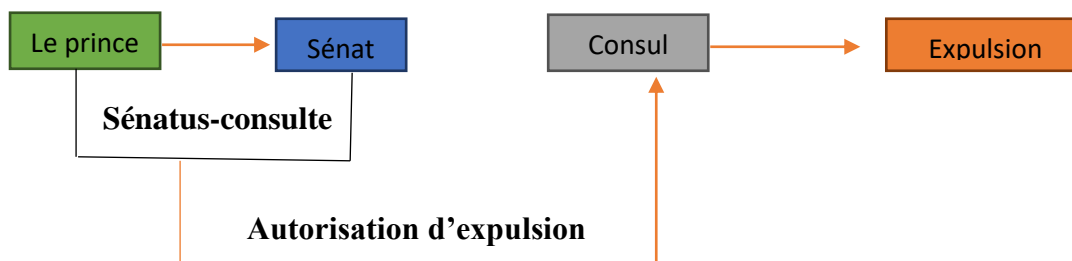 Le prince
Sénat
Consul
Expulsion
Sénatus-consulte
Autorisation d'expulsion